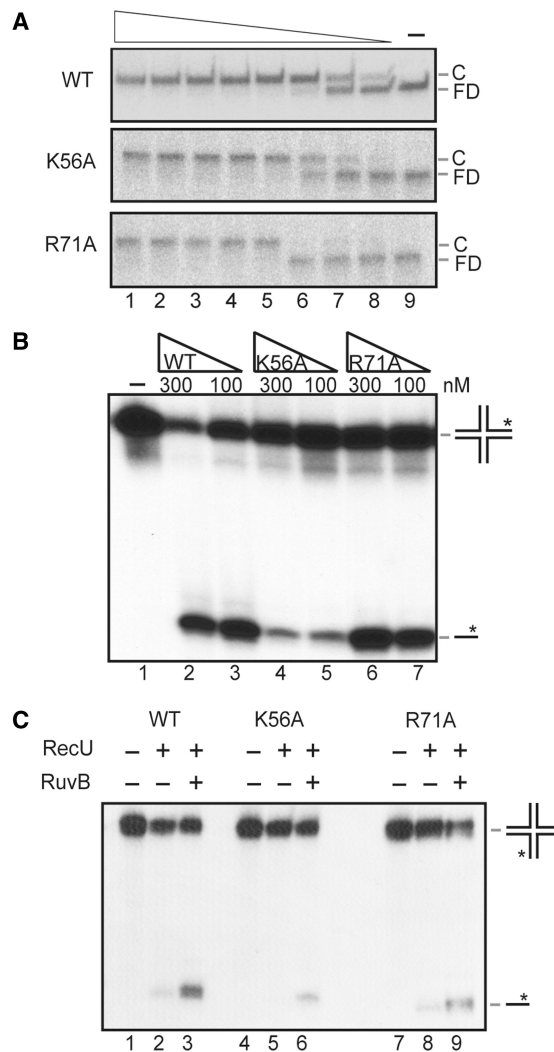 A
–
WT
C
FD
K56A
C
FD
R71A
C
FD
1 2 3 4 5 6 7 8 9
B
WT K56A R71A
– 300 100 300 100 300 100 nM
*
*
1 2 3 4 5 6 7
C
WT K56A R71A
RecU – + + – + + – + +
RuvB – – + – – + – – +
*
*
1 2 3 4 5 6 7 8 9